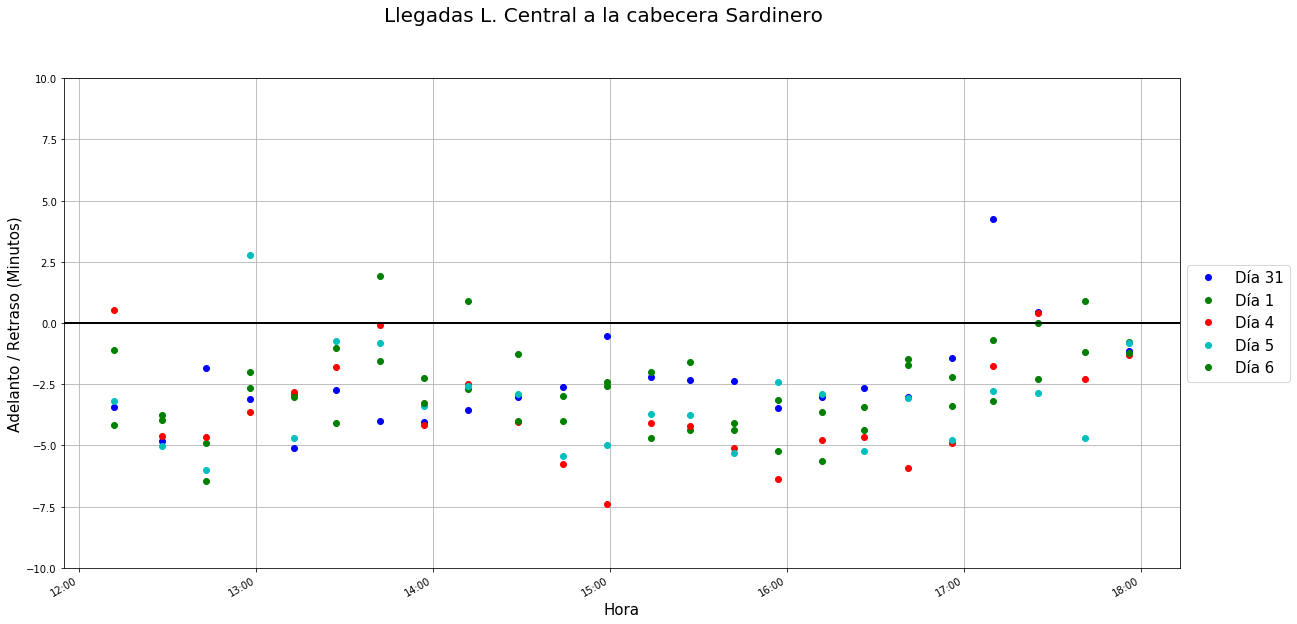 Llegadas L. Central a la cabecera Sardinero
10.0
7.5
5.0
2.5
0.0
−2.5
−5.0
−7.5
−10.0
Adelanto / Retraso (Minutos)
12:00
13:00
14:00
15:00
16:00
17:00
18:00
Hora
Día 31
Día 1
Día 4
Día 5
Día 6